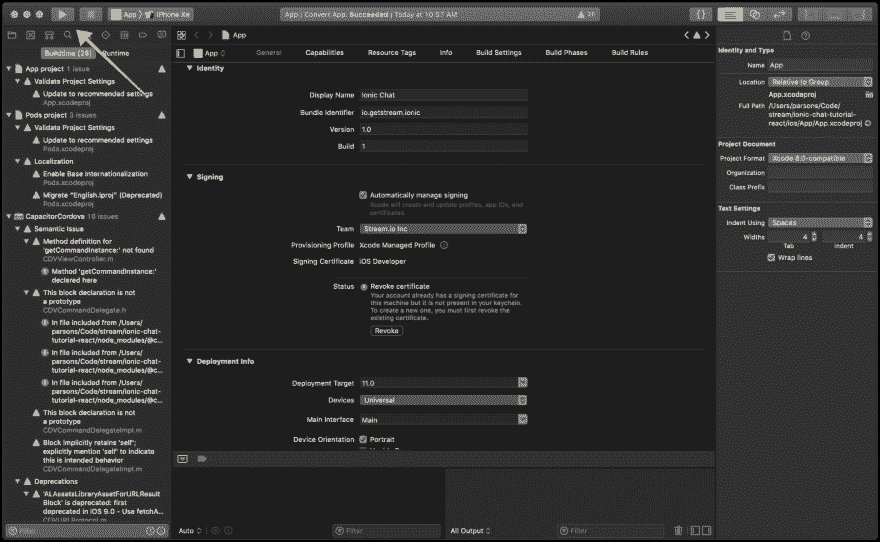 App iPhone Xʀ
App | Convert App: Succeeded | Today at 10:57 AM
26
{ }
App
Buildtime (26) Runtime
App project 1 issue
Validate Project Settings
Update to recommended settings
App.xcodeproj
Pods project 3 issues
Validate Project Settings
Update to recommended settings
Pods.xcodeproj
Localization
Enable Base Internationalization
Pods.xcodeproj
Migrate "English.lproj" (Deprecated)
Pods.xcodeproj
CapacitorCordova
Semantic Issue
Method definition for
'getCommandInstance:' not found
CDVViewController.m
Method 'getCommandInstance:'
declared here
This block declaration is not
a prototype
CDVCommandDelegate.h
In file included from /Users/
parsons/Code/stream/ionic-chat-
tutorial-react/node_modules/@c...
In file included from /Users/
parsons/Code/stream/ionic-chat-
tutorial-react/node_modules/@c...
In file included from /Users/
parsons/Code/stream/ionic-chat-
tutorial-react/node_modules/@c...
This block declaration is not
a prototype
CDVCommandDelegateImpl.m
Block implicitly retains 'self';
explicitly mention 'self' to indicate
this is intended behavior
CDVCommandDelegateImpl.m
Deprecations
'ALAssetsLibraryAssetForURLResult
Block' is deprecated: first
deprecated in iOS 9.0 - Use fetchA...
CDVURLProtocol.m
Filter
App General Capabilities Resource Tags Info Build Settings Build Phases Build Rules
Identity
Display Name Ionic Chat
Bundle Identifier io.getstream.ionic
Version 1.0
Build 1
Signing
Automatically manage signing
Xcode will create and update profiles, app IDs, and
certificates.
Team Stream.io Inc
Provisioning Profile Xcode Managed Profile
Signing Certificate iOS Developer
Status Revoke certificate
Your account already has a signing certificate for
this machine but it is not present in your keychain.
To create a new one, you must first revoke the
existing certificate.
Revoke
Deployment Info
Deployment Target 11.0
Devices Universal
Main Interface Main
Device Orientation Portrait
Auto
Filter
All Output
Filter
Identity and Type
Name App
Location Relative to Group
App.xcodeproj
Full Path /Users/parsons/Code/
stream/ionic-chat-tutorial-
react/ios/App/App.xcodeproj
Project Document
Project Format Xcode 8.0-compatible
Organization
Class Prefix
Text Settings
Indent Using Spaces
Widths 4 4
Tab Indent
Wrap lines